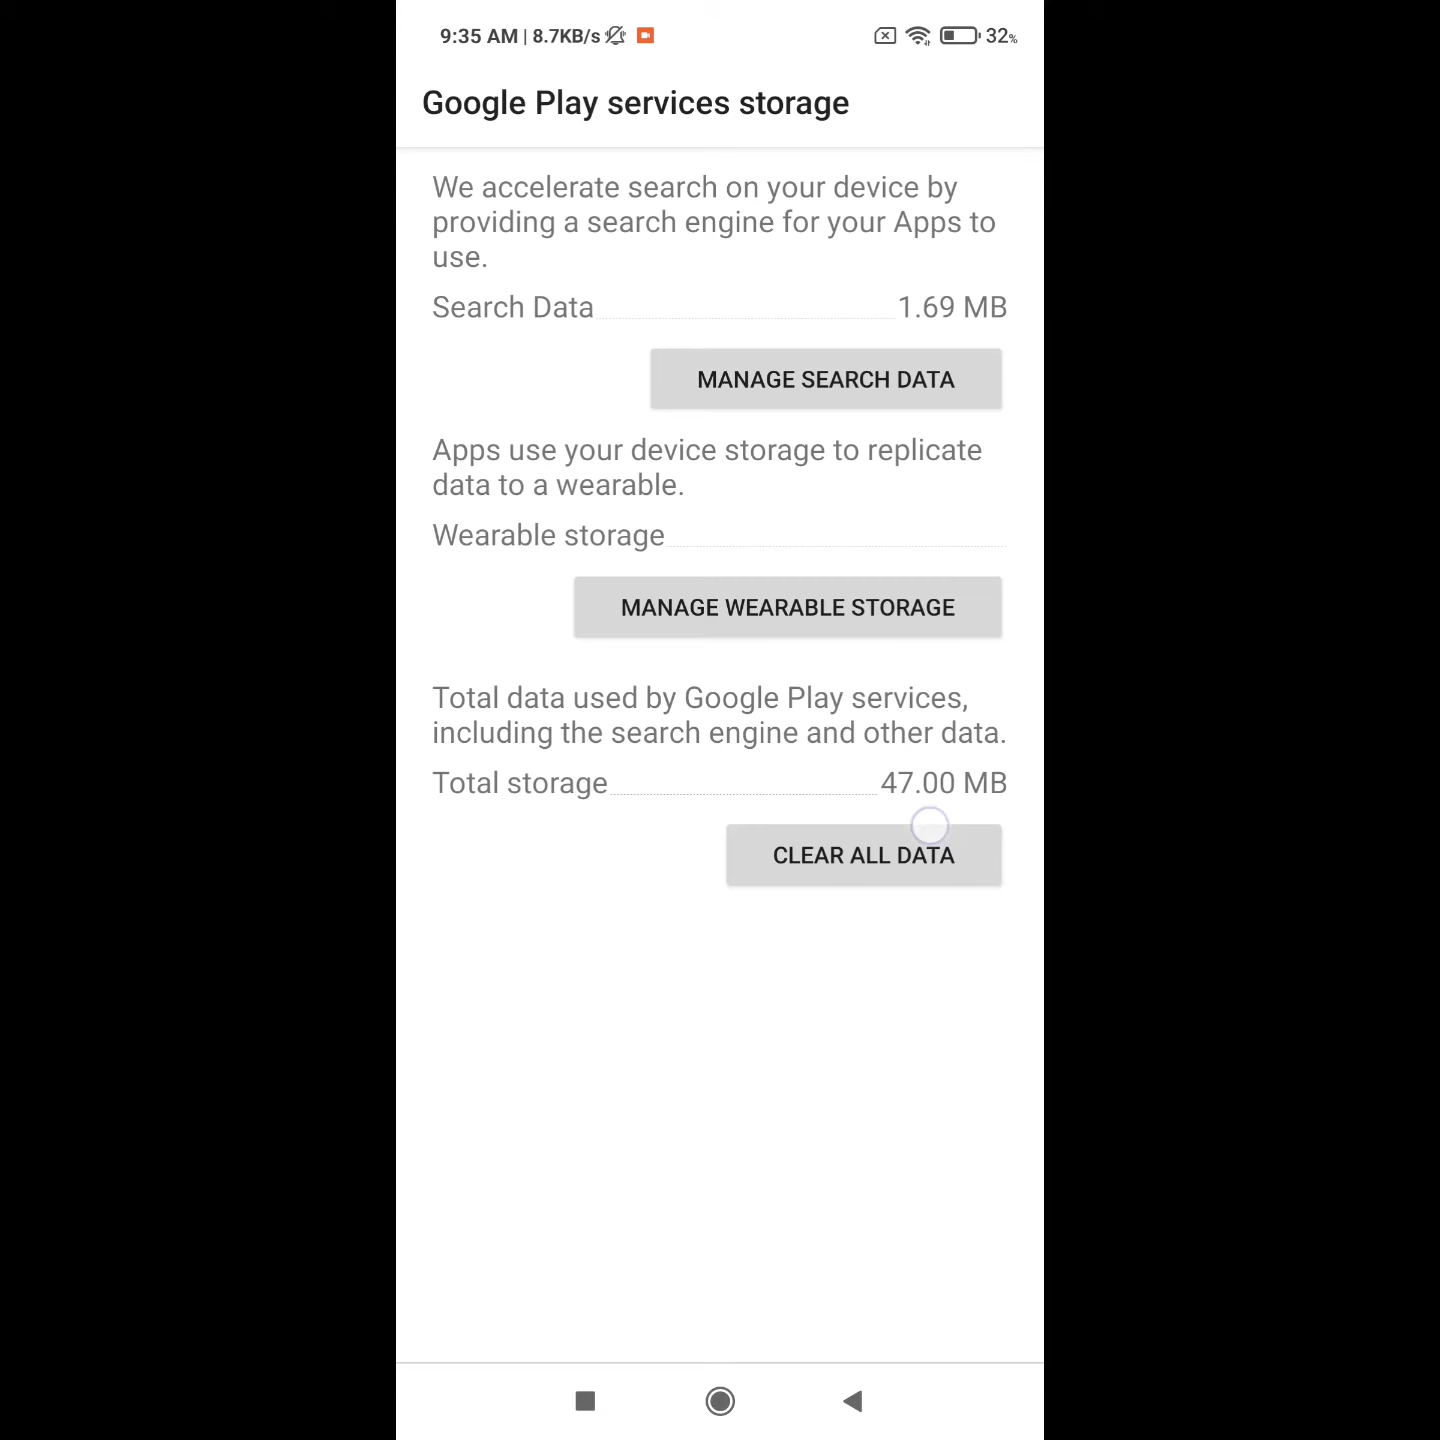 9:35 AM | 8.7KB/s 32%
Google Play services storage
We accelerate search on your device by
providing a search engine for your Apps to
use.
Search Data 1.69 MB
MANAGE SEARCH DATA
Apps use your device storage to replicate
data to a wearable.
Wearable storage
MANAGE WEARABLE STORAGE
Total data used by Google Play services,
including the search engine and other data.
Total storage 47.00 MB
CLEAR ALL DATA